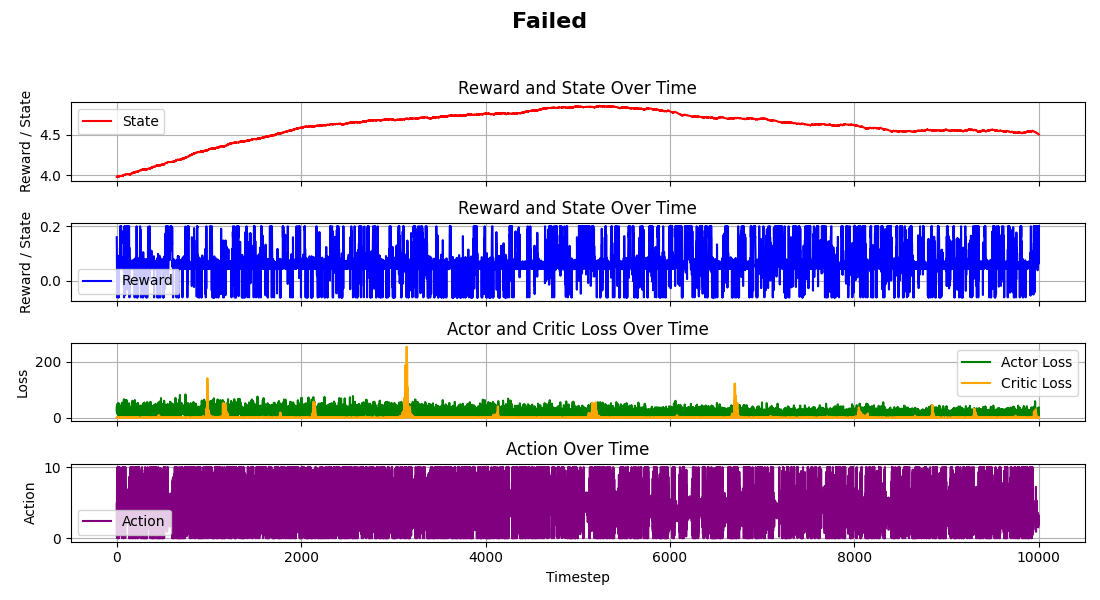 Failed
Reward and State Over Time
Reward / State
4.5
4.0
State
Reward and State Over Time
Reward / State
0.2
0.0
Reward
Actor and Critic Loss Over Time
Loss
200
0
Actor Loss
Critic Loss
Action Over Time
Action
10
0
Action
0 2000 4000 6000 8000 10000
Timestep